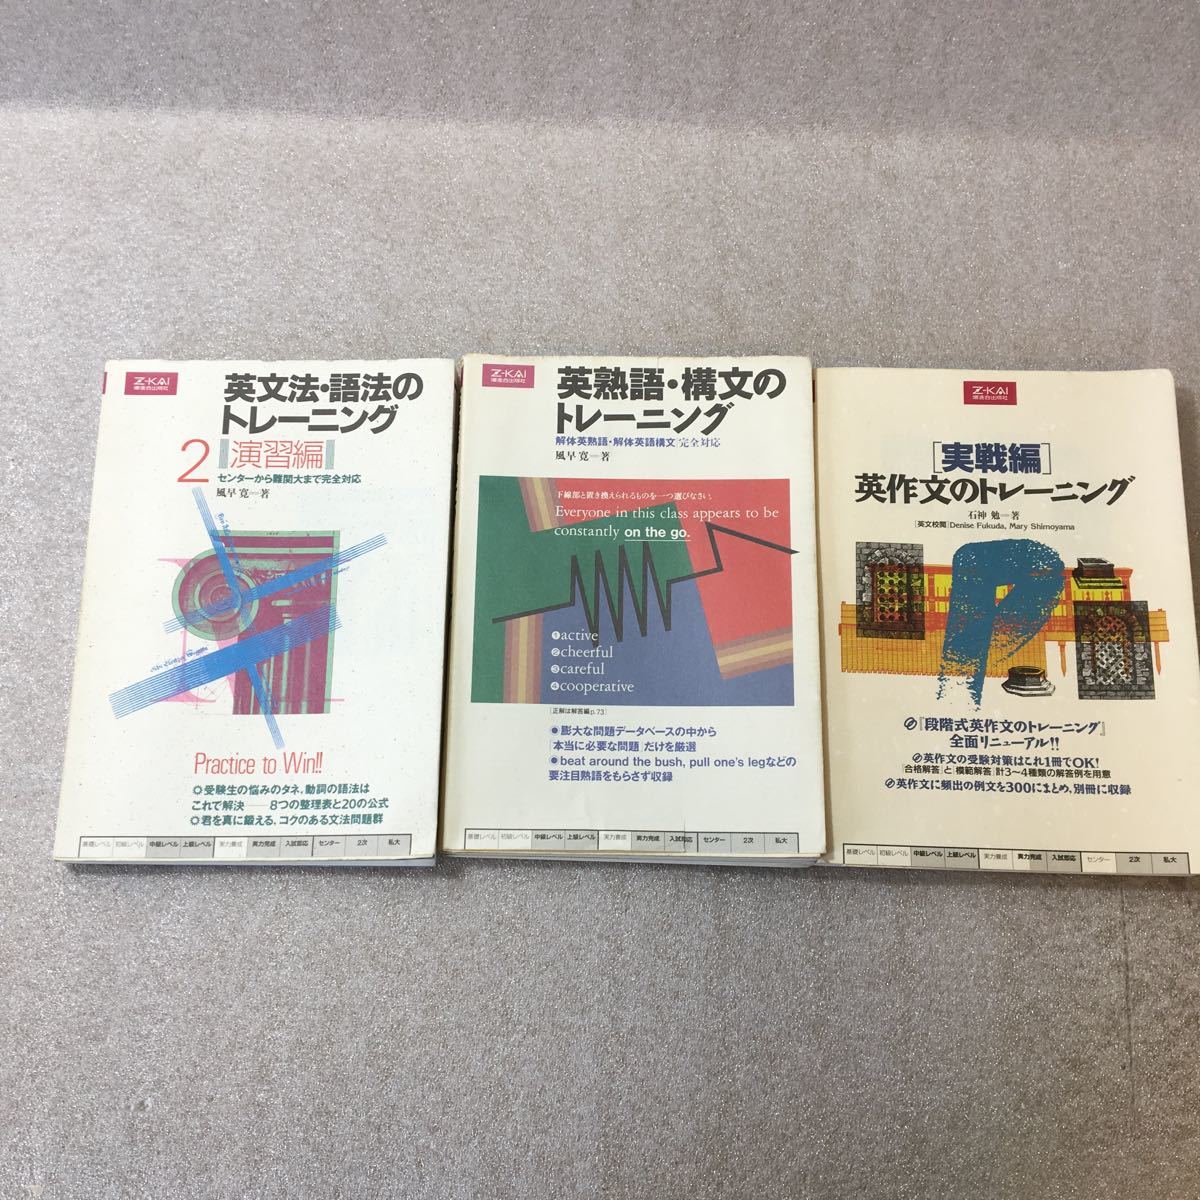 Z-KAI
増進会出版社
英文法・語法の
トレーニング
2 演習編
センターから難関大まで完全対応
風早 寛＝著
Practice to Win!!
受験生の悩みのタネ、動詞の語法は
これで解決――8つの整理表と20の公式
君を真に鍛える、コクのある文法問題群
基礎レベル 初級レベル 中級レベル 上級レベル 実力養成 実力完成 入試即応 センター 2次 私大
Z-KAI
増進会出版社
英熟語・構文の
トレーニング
解体英熟語・解体英語構文 完全対応
風早 寛＝著
下線部と置き換えられるものを一つ選びなさい。
Everyone in this class appears to be
constantly on the go.
①active
②cheerful
③careful
④cooperative
[正解は解答編p.73]
●膨大な問題データベースの中から
「本当に必要な問題」だけを厳選
●beat around the bush, pull one's legなどの
要注目熟語をもらさず収録
基礎レベル 初級レベル 中級レベル 上級レベル 実力養成 実力完成 入試即応 センター 2次 私大
Z-KAI
増進会出版社
[実戦編]
英作文のトレーニング
石神 勉＝著
[英文校閲] Denise Fukuda, Mary Shimoyama
『段階式英作文のトレーニング』
全面リニューアル!!
英作文の受験対策はこれ1冊でOK!
「合格解答」と「模範解答」計3〜4種類の解答例を用意
英作文に頻出の例文を300にまとめ、別冊に収録
基礎レベル 初級レベル 中級レベル 上級レベル 実力養成 実力完成 入試即応 センター 2次 私大